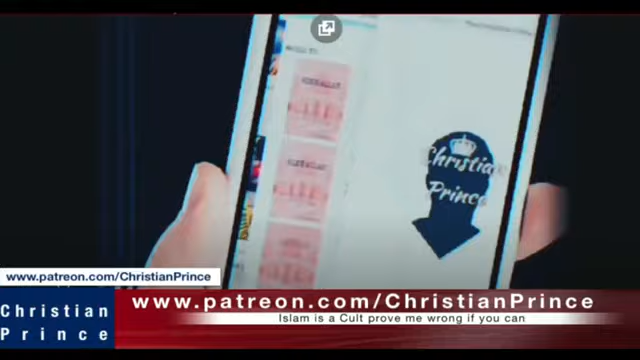 Christian
Prince
www.patreon.com/ChristianPrince
Christian
Prince
www.patreon.com/ChristianPrince
Islam is a Cult prove me wrong if you can